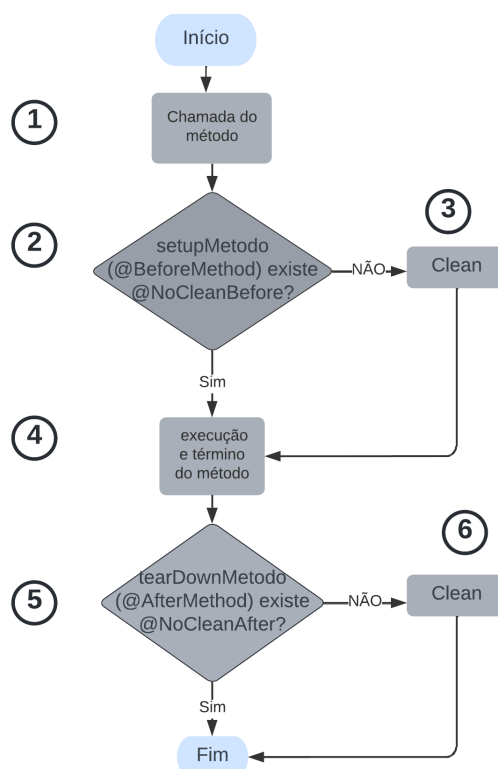 Início
1
Chamada do
método
3
2
setupMetodo
(@BeforeMethod) existe
@NoCleanBefore?
NÃO
Clean
Sim
4
execução
e término
do método
6
5
tearDownMetodo
(@AfterMethod) existe
@NoCleanAfter?
NÃO
Clean
Sim
Fim